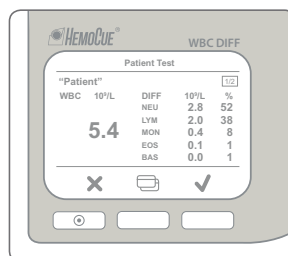 HemoCue®
WBC DIFF
Patient Test
“Patient” 1/2
WBC 10⁹/L DIFF 10⁹/L %
NEU 2.8 52
5.4 LYM 2.0 38
MON 0.4 8
EOS 0.1 1
BAS 0.0 1